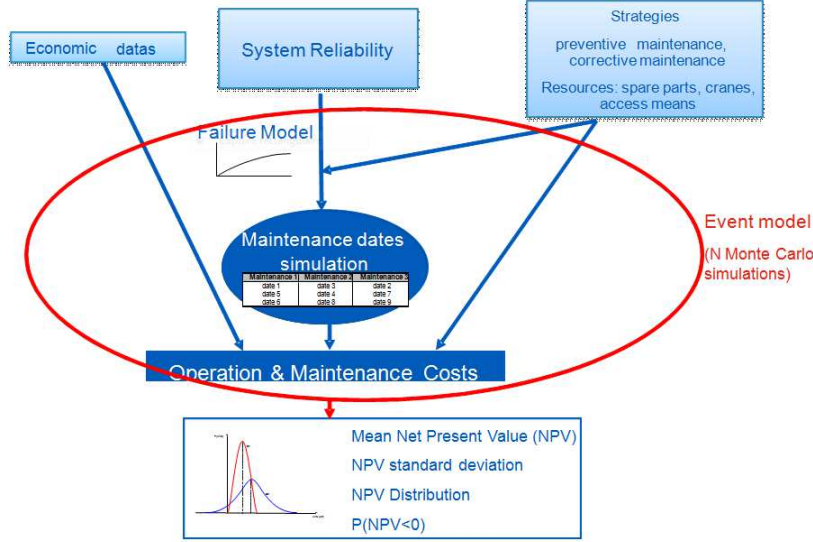 Economic datas
System Reliability
Strategies
preventive maintenance,
corrective maintenance
Resources: spare parts, cranes,
access means
Failure Model
Maintenance dates
simulation
Maintenance 1 Maintenance 2 Maintenance 3
date 1 date 3 date 2
date 5 date 4 date 7
date 6 date 8 date 9
Event model
(N Monte Carlo
simulations)
Operation & Maintenance Costs
Mean Net Present Value (NPV)
NPV standard deviation
NPV Distribution
P(NPV<0)